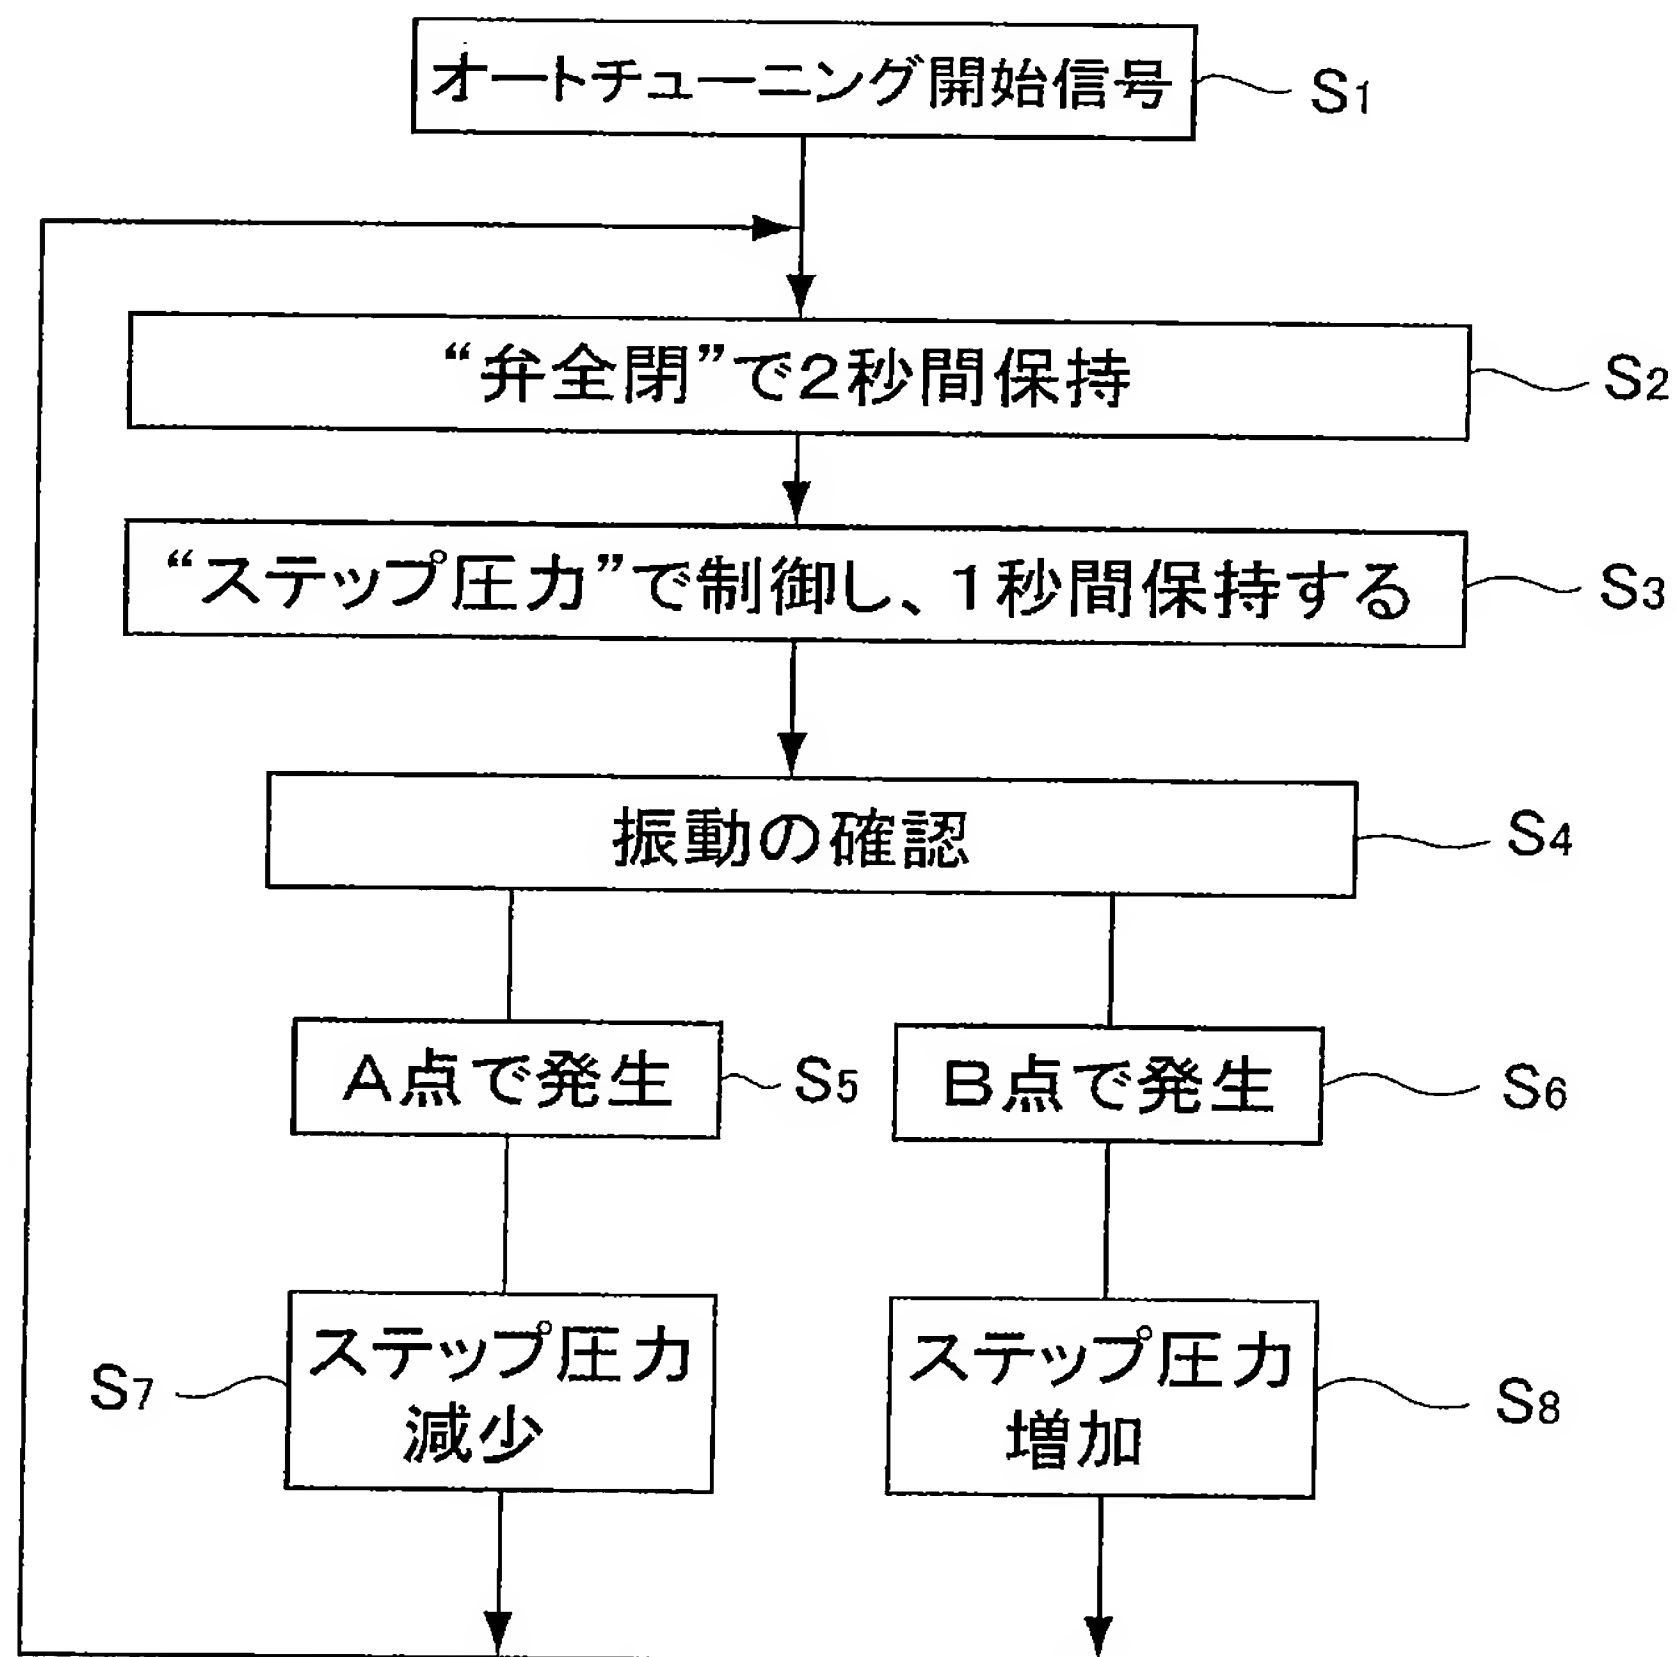 オートチューニング開始信号
S1
“弁全閉”で2秒間保持
S2
“ステップ圧力”で制御し、1秒間保持する
S3
振動の確認
S4
A点で発生
S5
B点で発生
S6
S7
ステップ圧力
減少
ステップ圧力
増加
S8